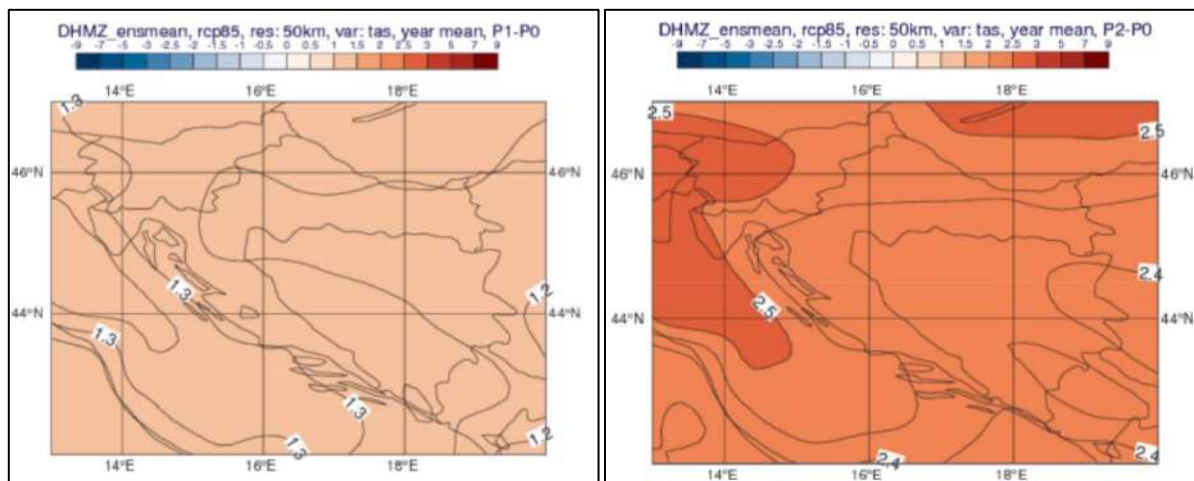 DHMZ_ensmean, rcp85, res: 50km, var: tas, year mean, P1-P0
-9 -7 -5 -3 -2.5 -2 -1.5 -1 -0.5 0 0.5 1 1.5 2 2.5 3 5 7 9
14°E 16°E 18°E
1.3
46°N 46°N
1.3
1.2
44°N 44°N
1.3
1.3
1.3
1.2
14°E 16°E 18°E
DHMZ_ensmean, rcp85, res: 50km, var: tas, year mean, P2-P0
-9 -7 -5 -3 -2.5 -2 -1.5 -1 -0.5 0 0.5 1 1.5 2 2.5 3 5 7 9
14°E 16°E 18°E
2.5
2.5
46°N 46°N
2.4
2.5
44°N 44°N
2.4
2.4
14°E 16°E 18°E